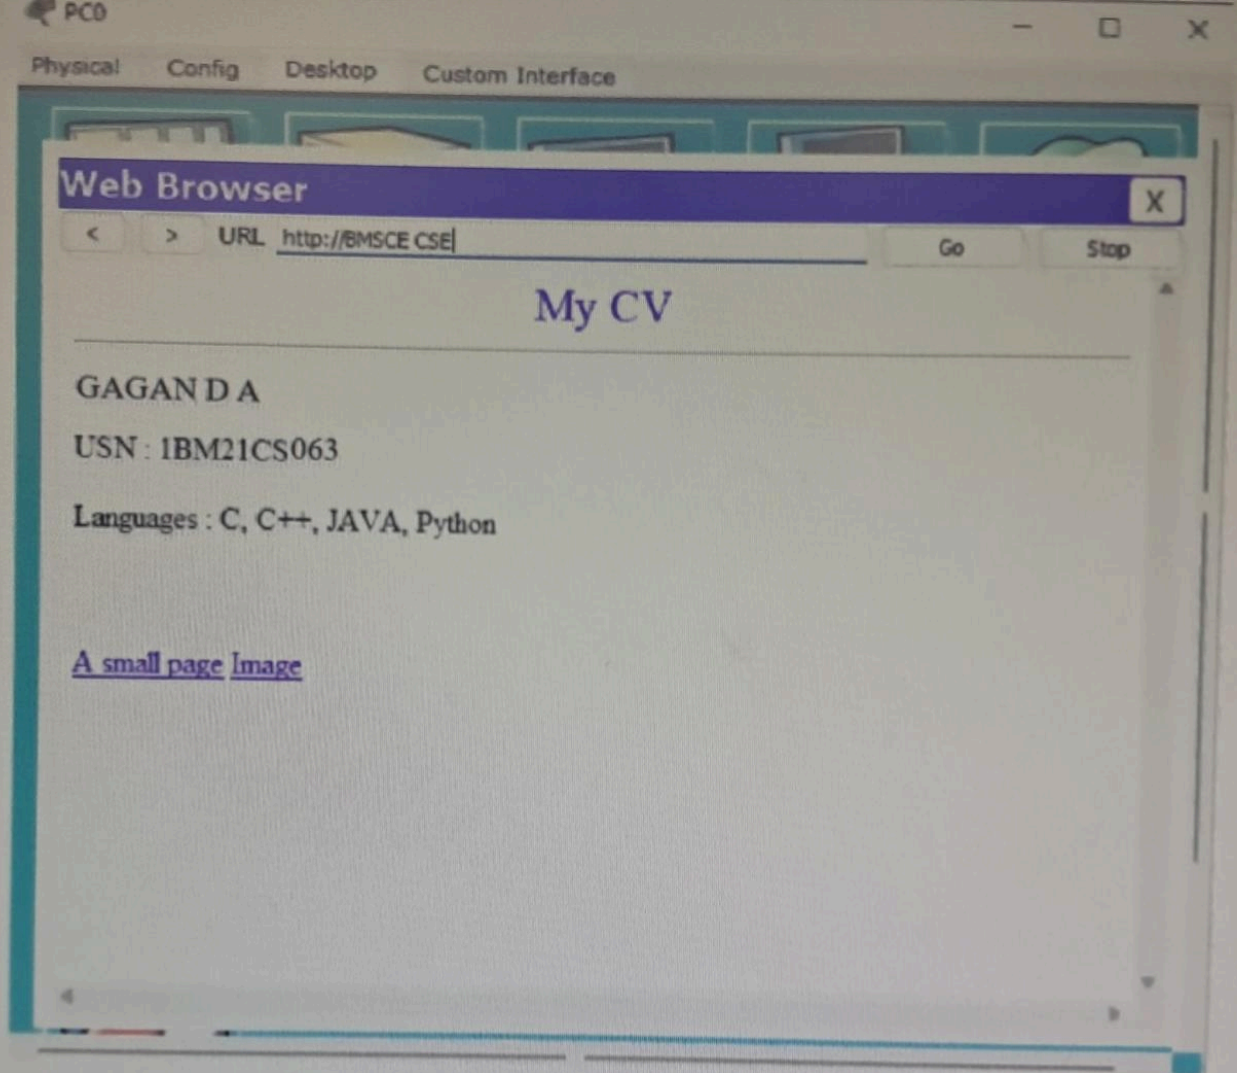 PC0
Physical Config Desktop Custom Interface
Web Browser
X
< > URL http://BMSCE CSE Go Stop
My CV
GAGAN D A
USN : 1BM21CS063
Languages : C, C++, JAVA, Python
A small page Image